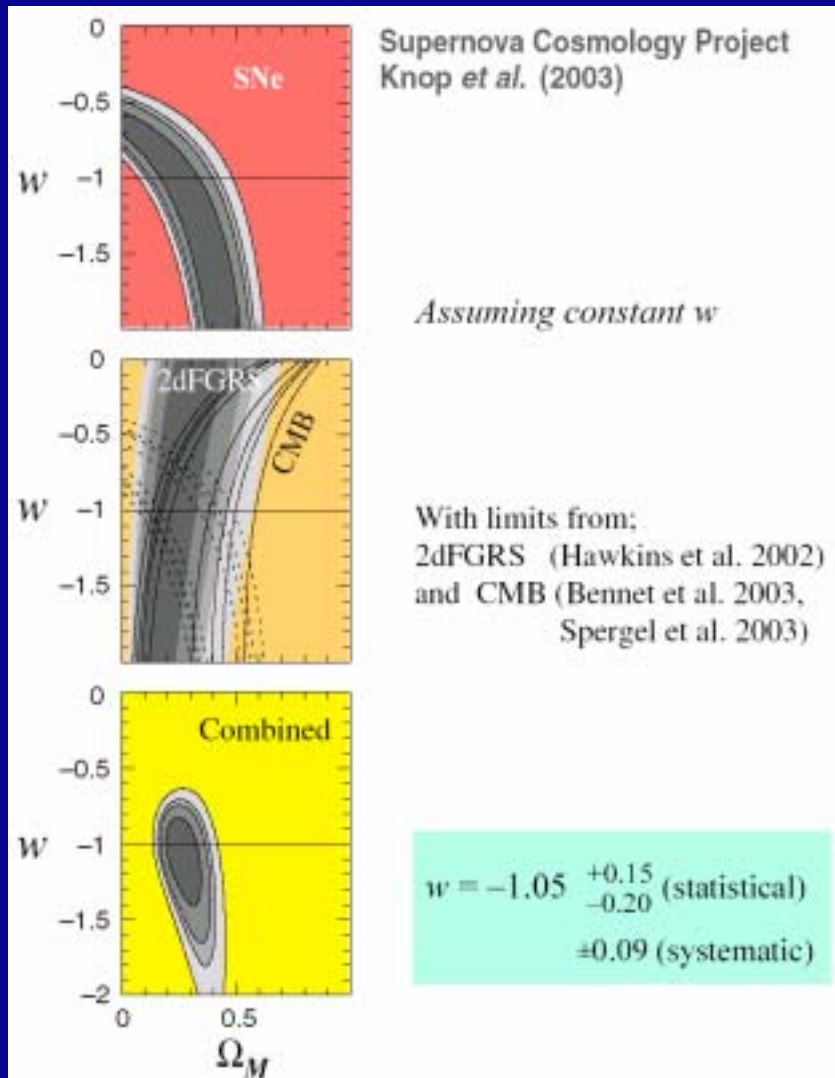 Supernova Cosmology Project
Knop et al. (2003)
0
SNe
−0.5
w −1
−1.5
Assuming constant w
0
2dFGRS
−0.5
CMB
w −1
−1.5
With limits from;
2dFGRS (Hawkins et al. 2002)
and CMB (Bennet et al. 2003,
Spergel et al. 2003)
0
Combined
−0.5
w −1
−1.5
−2
0 0.5
Ω_M
w = −1.05 +0.15 −0.20 (statistical)
±0.09 (systematic)